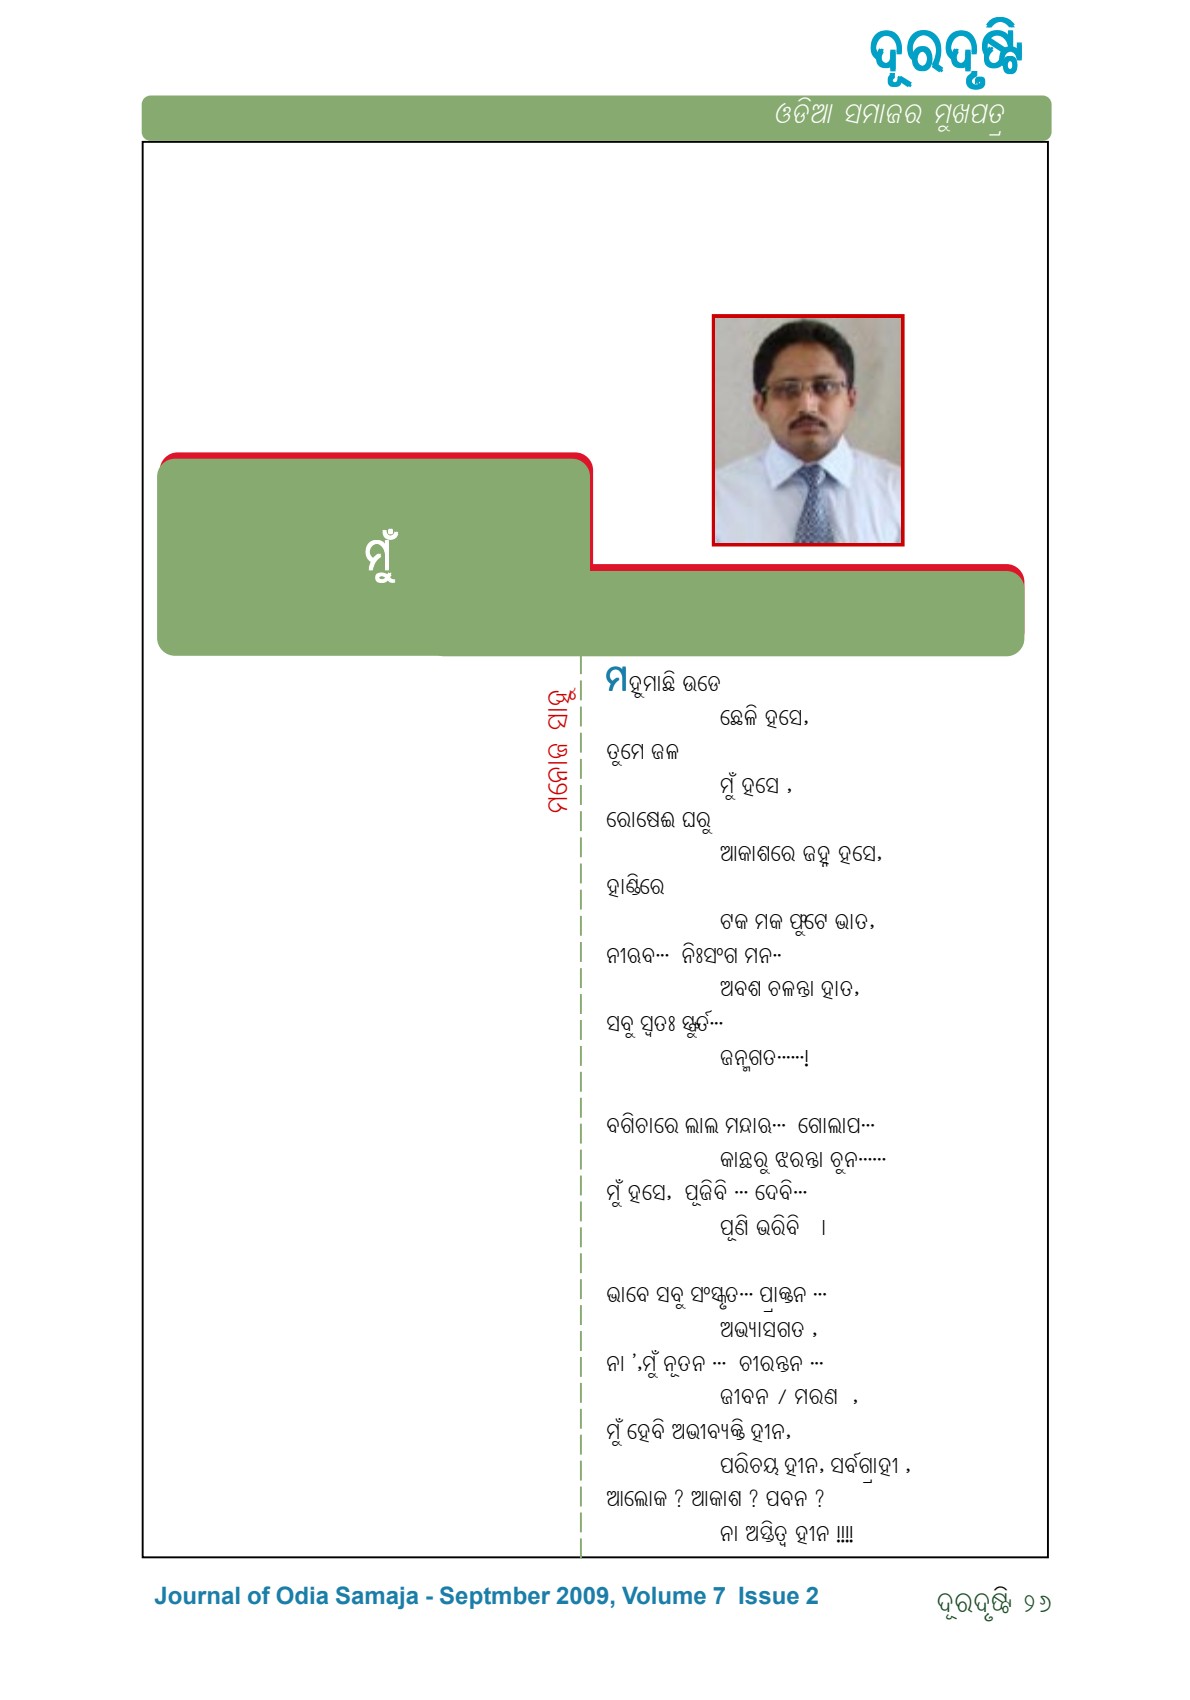 ଦୂରଦୃଷ୍ଟି
ଓଡିଆ ସମାଜର ମୁଖପତ୍ର
ମୁଁ
ମନୋଜ ସାହୁ
ମହୁମାଛି ଉଡେ
ଛେଳି ହସେ,
ତୁମେ ଜଳ
ମୁଁ ହସେ ,
ରୋଷେଈ ଘରୁ
ଆକାଶରେ ଜହ୍ନ ହସେ,
ହାଣ୍ଡିରେ
ଟକ ମକ ଫୁଟେ ଭାତ,
ନୀରବ... ନିଃସଂଗ ମନ..
ଅବଶ ଚଳନ୍ତା ହାତ,
ସବୁ ସ୍ୱତଃ ସ୍ଫୁର୍ତ...
ଜନ୍ମଗତ......!
ବଗିଚାରେ ଲାଲ ମନ୍ଦାର... ଗୋଲାପ...
କାଛରୁ ଝରନ୍ତା ଚୁନ......
ମୁଁ ହସେ, ପୂଜିବି ... ଦେବି...
ପୂଣି ଭରିବି ।
ଭାବେ ସବୁ ସଂସ୍କୃତ... ପ୍ରାକ୍ତନ ...
ଅଭ୍ୟାସଗତ ,
ନା ',ମୁଁ ନୂତନ ... ଚୀରନ୍ତନ ...
ଜୀବନ / ମରଣ ,
ମୁଁ ହେବି ଅଭୀବ୍ୟକ୍ତି ହୀନ,
ପରିଚୟ ହୀନ, ସର୍ବଗ୍ରାହୀ ,
ଆଲୋକ ? ଆକାଶ ? ପବନ ?
ନା ଅସ୍ତିତ୍ୱ ହୀନ !!!!
Journal of Odia Samaja - Septmber 2009, Volume 7 Issue 2
ଦୂରଦୃଷ୍ଟି ୨୬